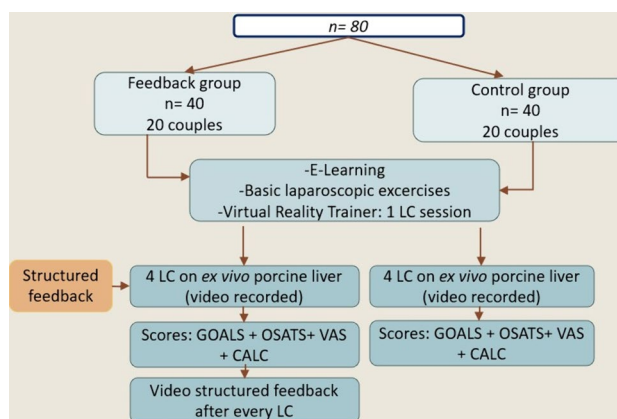 n= 80
Feedback group
n= 40
20 couples
Control group
n= 40
20 couples
-E-Learning
-Basic laparoscopic excercises
-Virtual Reality Trainer: 1 LC session
Structured
feedback
4 LC on ex vivo porcine liver
(video recorded)
4 LC on ex vivo porcine liver
(video recorded)
Scores: GOALS + OSATS+ VAS
+ CALC
Scores: GOALS + OSATS+ VAS
+ CALC
Video structured feedback
after every LC